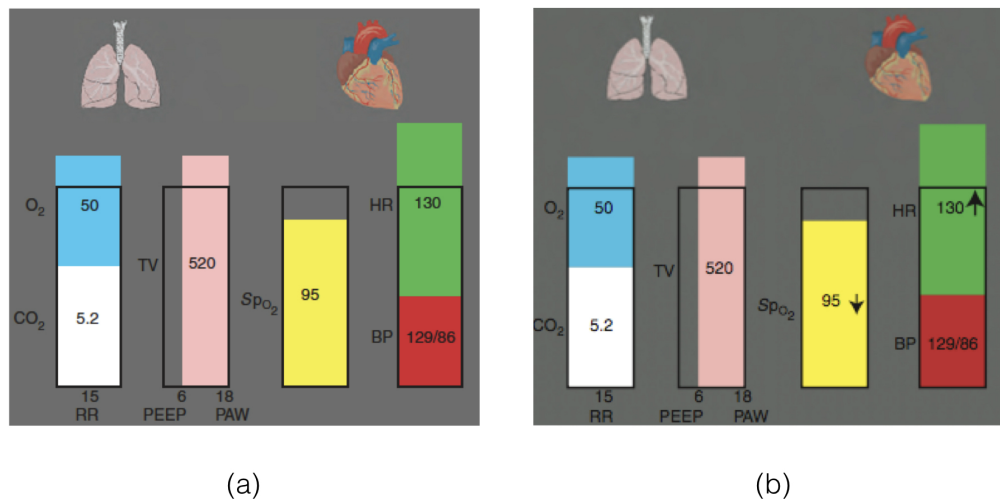 O₂ 50
HR 130
TV 520
SpO₂ 95
CO₂ 5.2
BP 129/86
15 6 18
RR PEEP PAW
(a)
O₂ 50
HR 130
TV 520
SpO₂ 95
CO₂ 5.2
BP 129/86
15 6 18
RR PEEP PAW
(b)